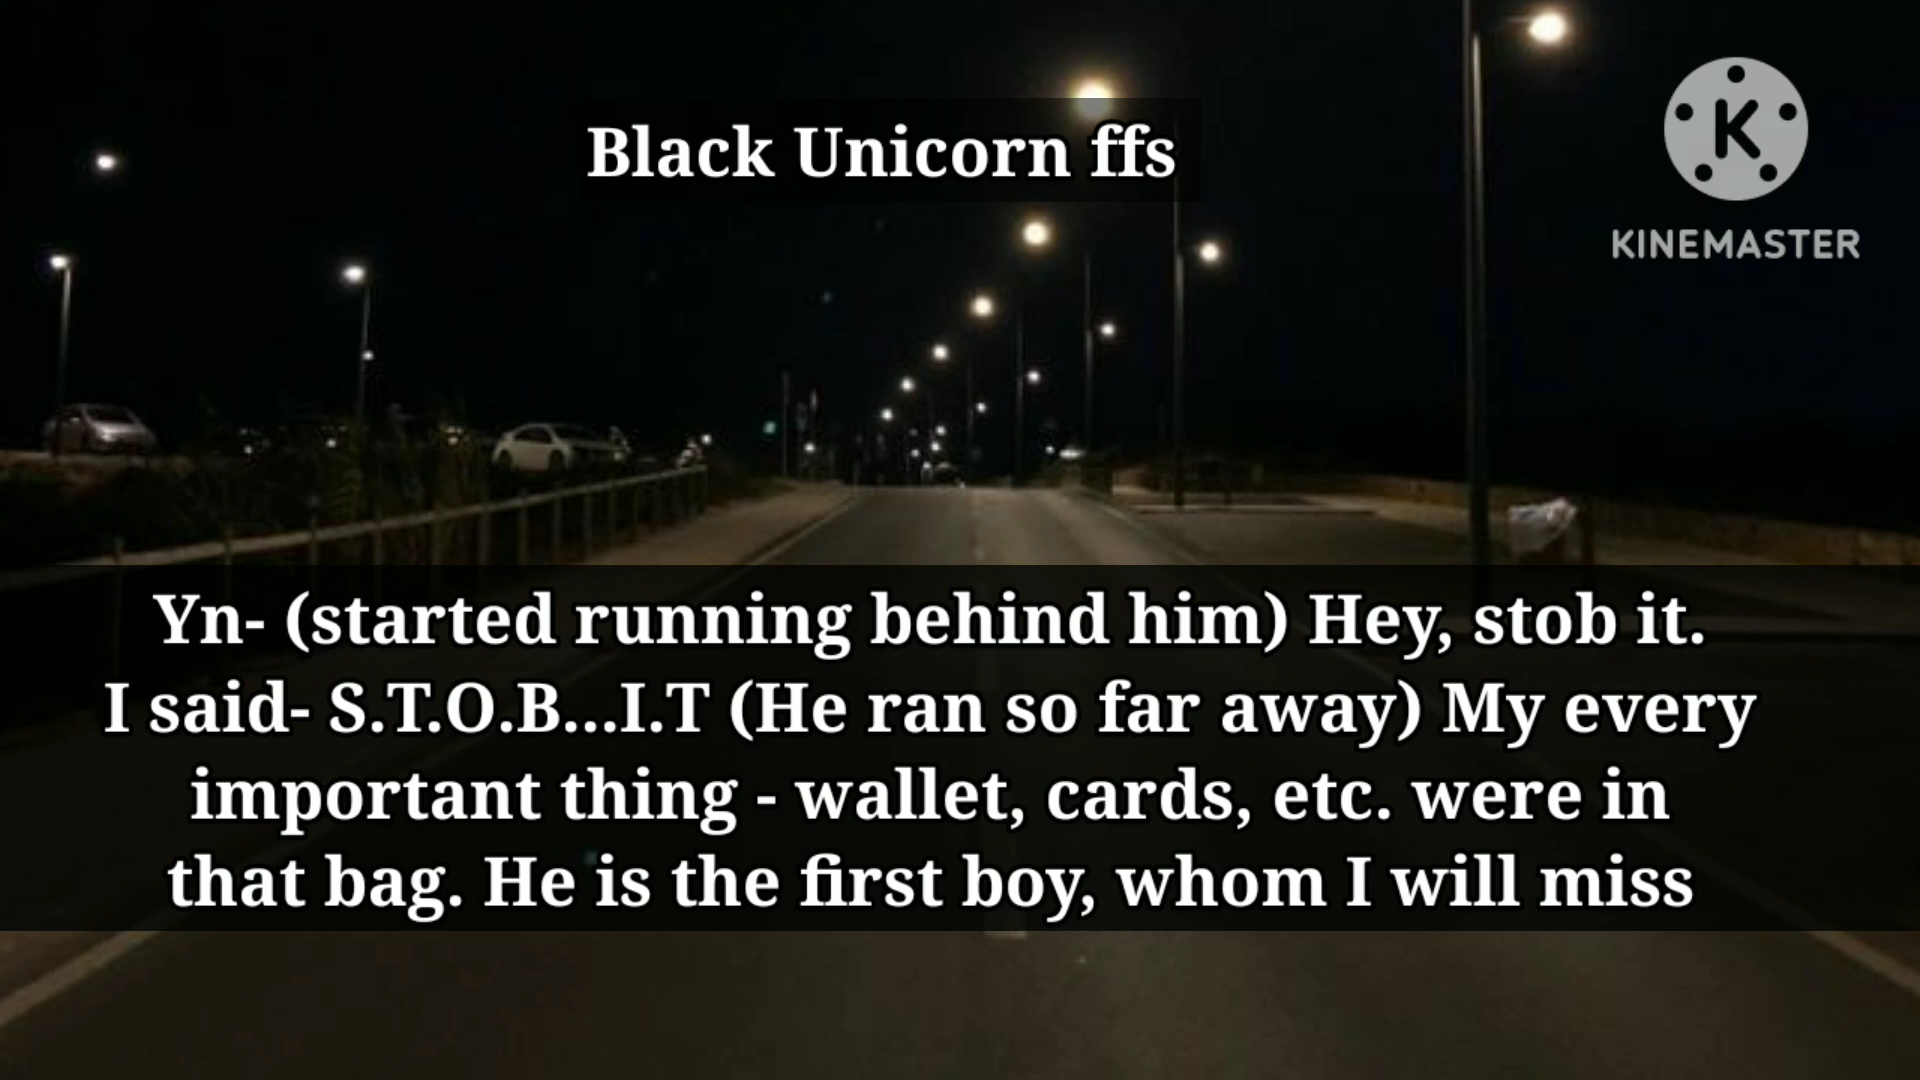 Black Unicorn ffs
K
KINEMASTER
Yn- (started running behind him) Hey, stob it.
I said- S.T.O.B...I.T (He ran so far away) My every
important thing - wallet, cards, etc. were in
that bag. He is the first boy, whom I will miss